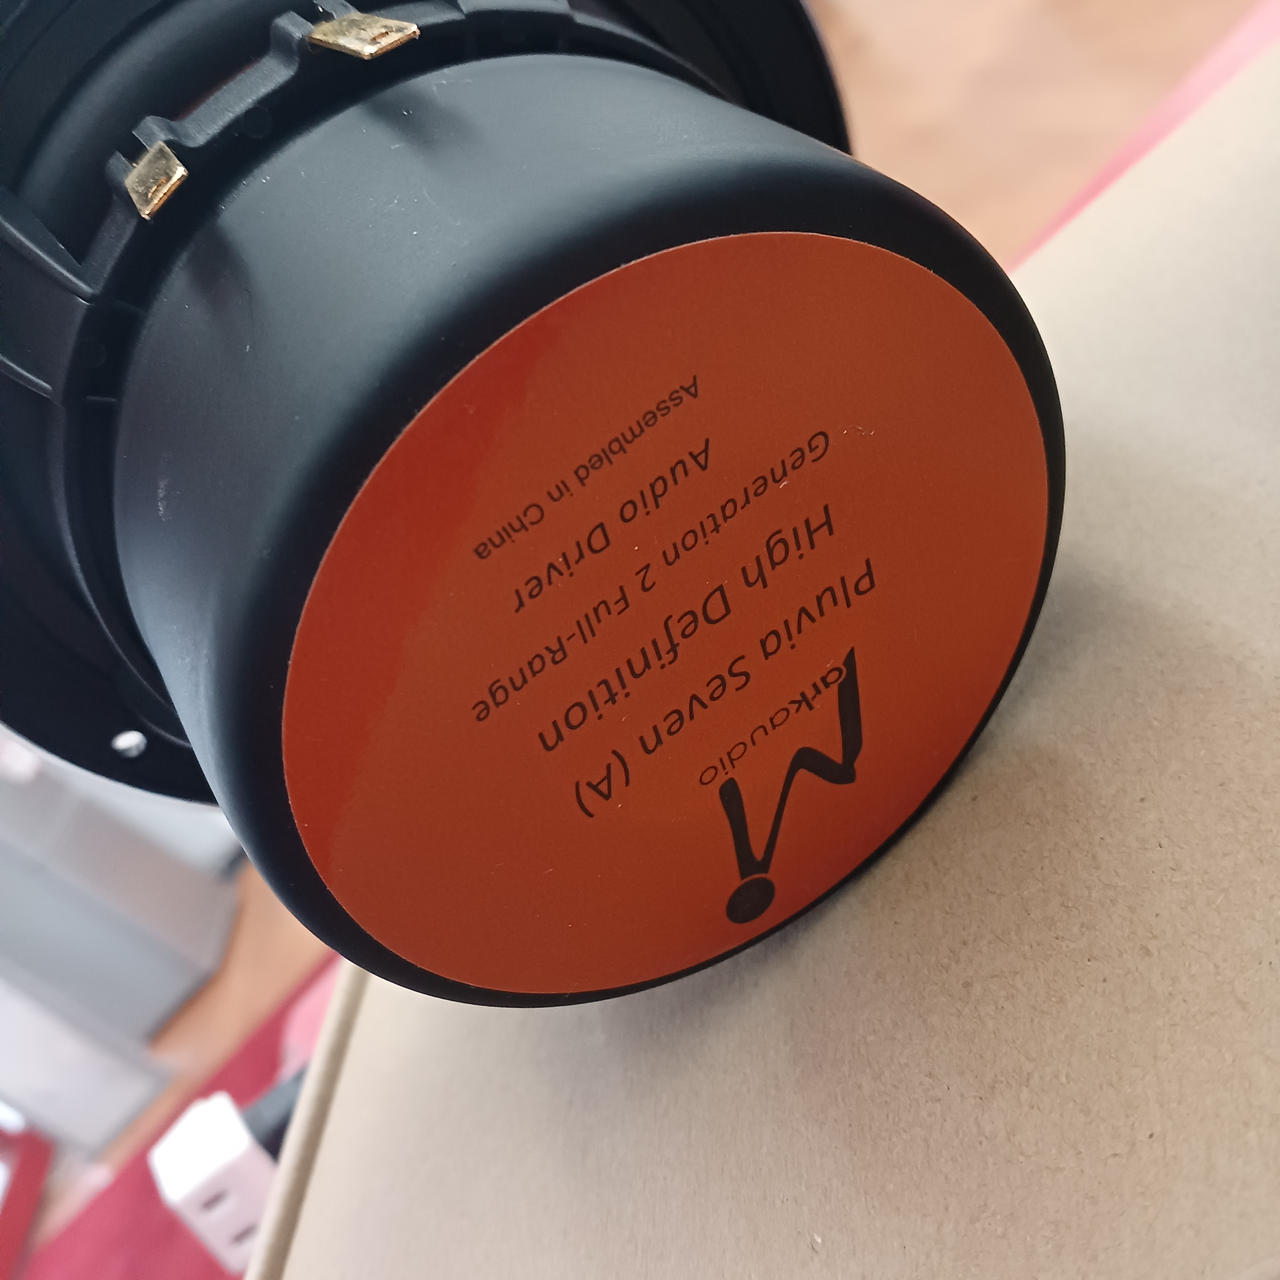 Markaudio
Pluvia Seven (A)
High Definition
Generation 2 Full-Range
Audio Driver
Assembled in China